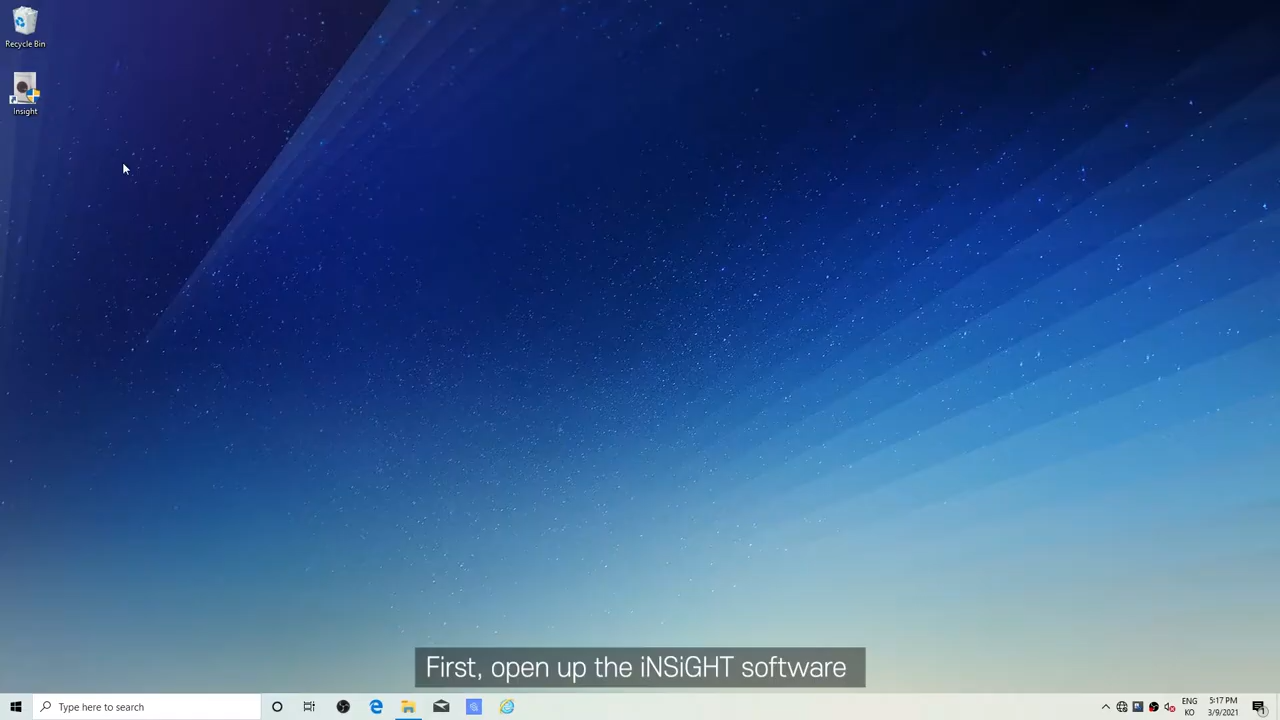 Recycle Bin
Insight
First, open up the iNSiGHT software
Type here to search
ENG
KO
5:17 PM
3/9/2021
1